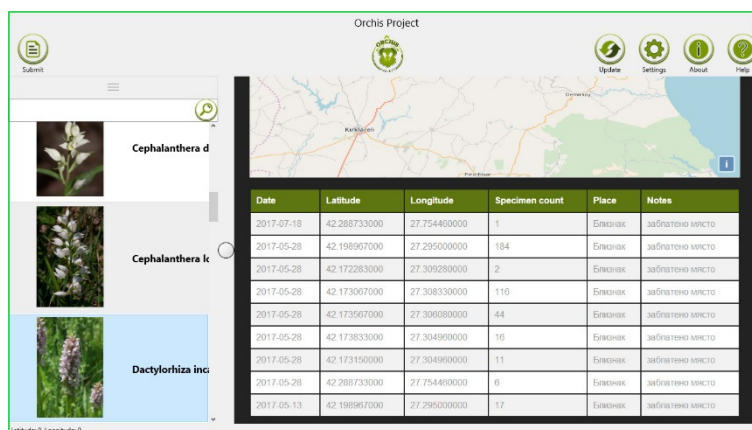 Orchis Project
ORCHIS
Submit
Update
Settings
About
Help
Cephalanthera d
Cephalanthera lo
Dactylorhiza inca
Kırklareli
i
Date Latitude Longitude Specimen count Place Notes
2017-07-18 42.288733000 27.754460000 1 Близнак заблатено място
2017-05-28 42.198967000 27.295000000 184 Близнак заблатено място
2017-05-28 42.172283000 27.309280000 2 Близнак заблатено място
2017-05-28 42.173067000 27.308330000 116 Близнак заблатено място
2017-05-28 42.173567000 27.306080000 44 Близнак заблатено място
2017-05-28 42.173833000 27.304960000 16 Близнак заблатено място
2017-05-28 42.173150000 27.304960000 11 Близнак заблатено място
2017-05-28 42.288733000 27.754460000 6 Близнак заблатено място
2017-05-13 42.198967000 27.295000000 17 Близнак заблатено място